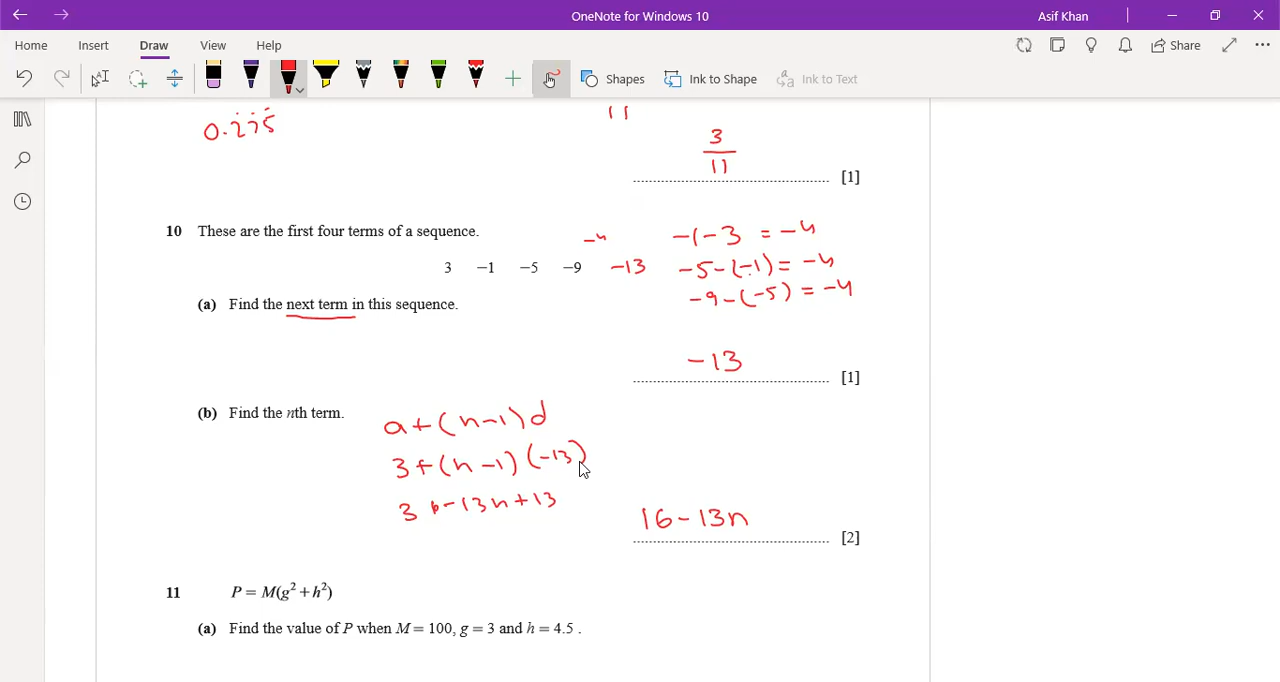 OneNote for Windows 10
Asif Khan
Home Insert Draw View Help
Share
Shapes
Ink to Shape
Ink to Text
0.275
11
3
11
[1]
10 These are the first four terms of a sequence.
-4
-1-3 = -4
3 −1 −5 −9 -13
-5-(-1)= -4
-9-(-5) = -4
(a) Find the next term in this sequence.
-13
[1]
(b) Find the nth term.
a+(n-1)d
3+(n-1)(-13)
3 -13n+13
16-13n
[2]
11 P = M(g² + h²)
(a) Find the value of P when M = 100, g = 3 and h = 4.5 .